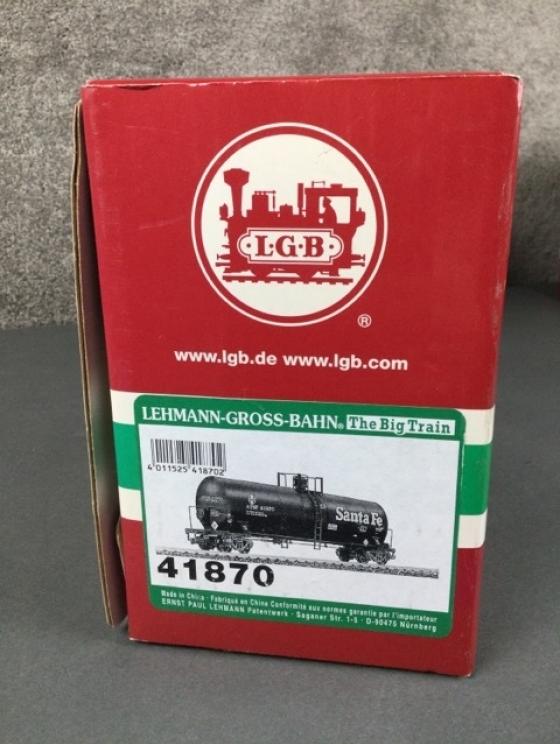 ·L·G·B·
®
www.lgb.de www.lgb.com
LEHMANN-GROSS-BAHN® The Big Train
4 011525 418702
Santa Fe
41870
Made in China · Fabriqué en Chine Conformité aux normes garantie par l'importateur
ERNST PAUL LEHMANN Patentwerk · Saganer Str. 1-5 · D-90475 Nürnberg